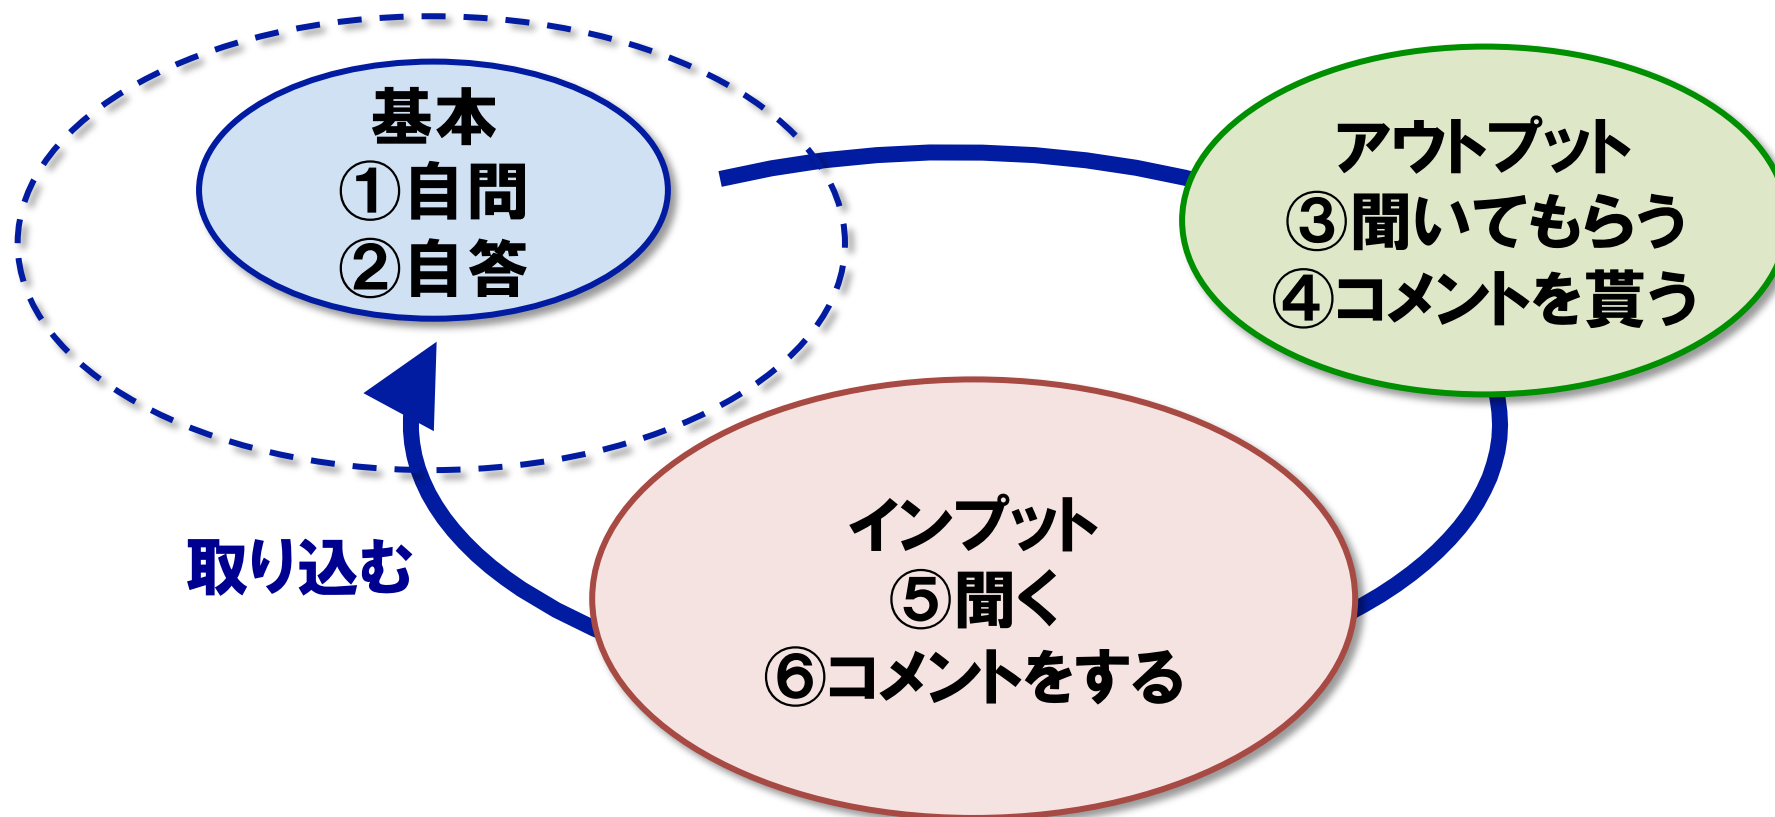 基本
①自問
②自答
アウトプット
③聞いてもらう
④コメントを貰う
インプット
⑤聞く
⑥コメントをする
取り込む